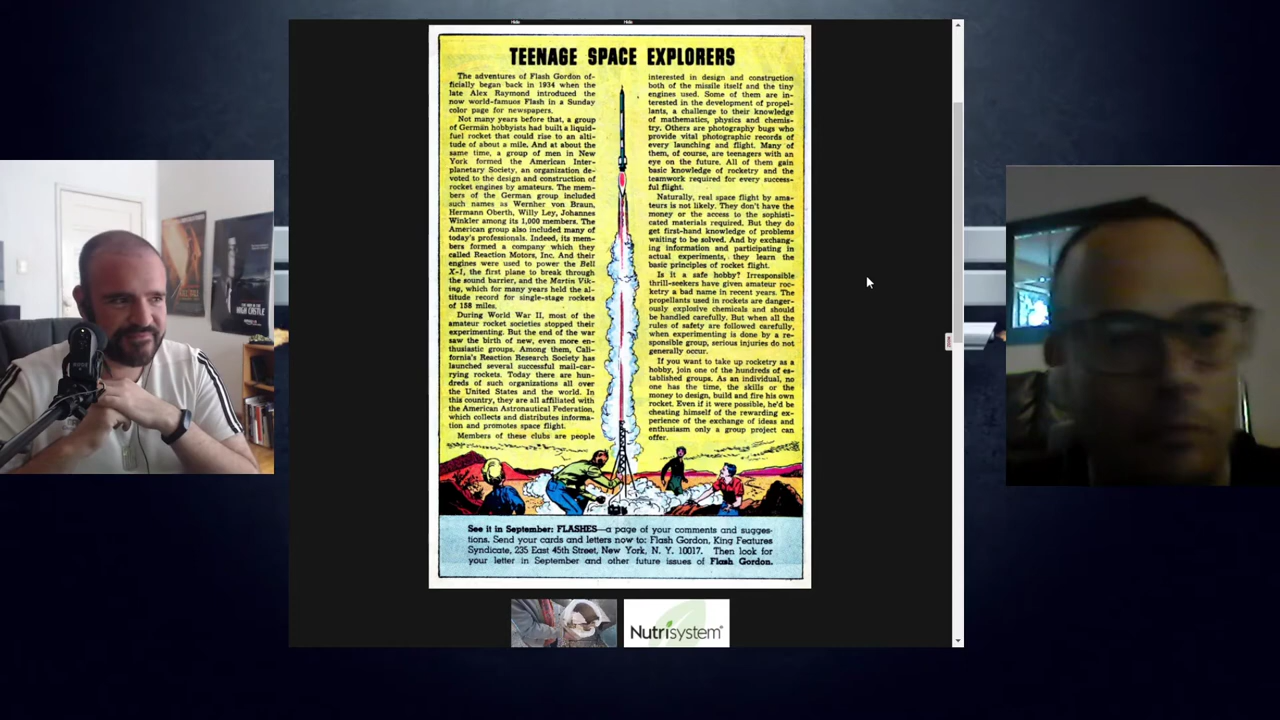 TEENAGE SPACE EXPLORERS
The adventures of Flash Gordon of-
ficially began back in 1934 when the
late Alex Raymond introduced the
now world-famuos Flash in a Sunday
color page for newspapers.
Not many years before that, a group
of German hobbyists had built a liquid-
fuel rocket that could rise to an alti-
tude of about a mile. And at about the
same time, a group of men in New
York formed the American Inter-
planetary Society, an organization de-
voted to the design and construction of
rocket engines by amateurs. The mem-
bers of the German group included
such names as Wernher von Braun,
Hermann Oberth, Willy Ley, Johannes
Winkler among its 1,000 members. The
American group also included many of
today's professionals. Indeed, its mem-
bers formed a company which they
called Reaction Motors, Inc. And their
engines were used to power the Bell
X-1, the first plane to break through
the sound barrier, and the Martin Vik-
ing, which for many years held the al-
titude record for single-stage rockets
of 158 miles.
During World War II, most of the
amateur rocket societies stopped their
experimenting. But the end of the war
saw the birth of new, even more en-
thusiastic groups. Among them, Cali-
fornia's Reaction Research Society has
launched several successful mail-car-
rying rockets. Today there are hun-
dreds of such organizations all over
the United States and the world. In
this country, they are all affiliated with
the American Astronautical Federation,
which collects and distributes informa-
tion and promotes space flight.
Members of these clubs are people
interested in design and construction
both of the missile itself and the tiny
engines used. Some of them are in-
terested in the development of propel-
lants, a challenge to their knowledge
of mathematics, physics and chemis-
try. Others are photography bugs who
provide vital photographic records of
every launching and flight. Many of
them, of course, are teenagers with an
eye on the future. All of them gain
basic knowledge of rocketry and the
teamwork required for every success-
ful flight.
Naturally, real space flight by ama-
teurs is not likely. They don't have the
money or the access to the sophisti-
cated materials required. But they do
get first-hand knowledge of problems
waiting to be solved. And by exchang-
ing information and participating in
actual experiments, they learn the
basic principles of rocket flight.
Is it a safe hobby? Irresponsible
thrill-seekers have given amateur roc-
ketry a bad name in recent years. The
propellants used in rockets are danger-
ously explosive chemicals and should
be handled carefully. But when all the
rules of safety are followed carefully,
when experimenting is done by a re-
sponsible group, serious injuries do not
generally occur.
If you want to take up rocketry as a
hobby, join one of the hundreds of es-
tablished groups. As an individual, no
one has the time, the skills or the
money to design, build and fire his own
rocket. Even if it were possible, he'd be
cheating himself of the rewarding ex-
perience of the exchange of ideas and
enthusiasm only a group project can
offer.
See it in September: FLASHES—a page of your comments and sugges-
tions. Send your cards and letters now to: Flash Gordon, King Features
Syndicate, 235 East 45th Street, New York, N. Y. 10017. Then look for
your letter in September and other future issues of Flash Gordon.
Nutrisystem
HIGH CASTLE
RODE